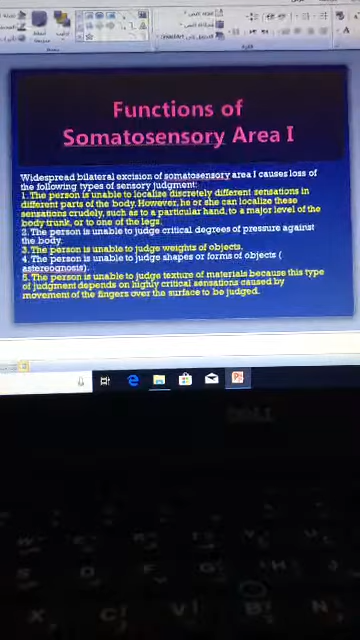 Functions of
Somatosensory Area I
Widespread bilateral excision of somatosensory area I causes loss of
the following types of sensory judgment:
1. The person is unable to localize discretely different sensations in
different parts of the body. However, he or she can localize these
sensations crudely, such as to a particular hand, to a major level of the
body trunk, or to one of the legs.
2. The person is unable to judge critical degrees of pressure against
the body.
3. The person is unable to judge weights of objects.
4. The person is unable to judge shapes or forms of objects (
astereognosis).
5. The person is unable to judge texture of materials because this type
of judgment depends on highly critical sensations caused by
movement of the fingers over the surface to be judged.
DELL
X C V B N